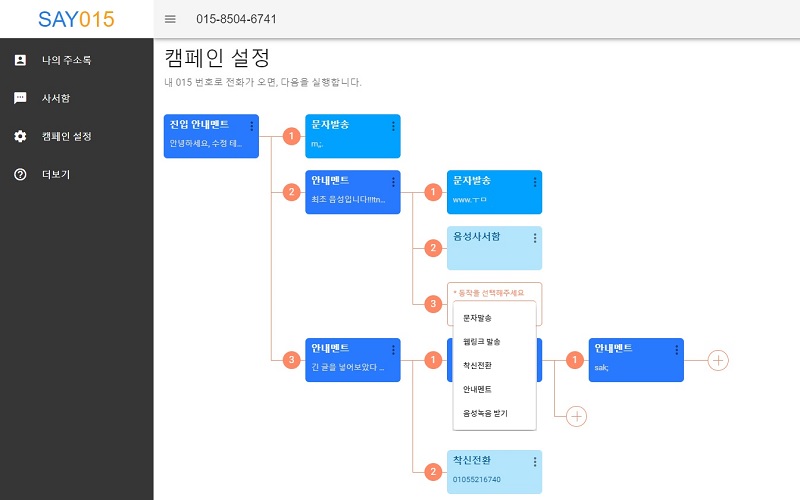 SAY015
015-8504-6741
나의 주소록
사서함
캠페인 설정
더보기
캠페인 설정
내 015 번호로 전화가 오면, 다음을 실행합니다.
진입 안내멘트
안녕하세요, 수정 테...
1
문자발송
m;;.
2
안내멘트
최초 음성입니다!!!tn...
1
문자발송
www.ㅜㅁ
2
음성사서함
3
* 동작을 선택해주세요
문자발송
웹링크 발송
착신전환
안내멘트
음성녹음 받기
3
안내멘트
긴 글을 넣어보았다 ...
1
1
안내멘트
sak;
2
착신전환
01055216740